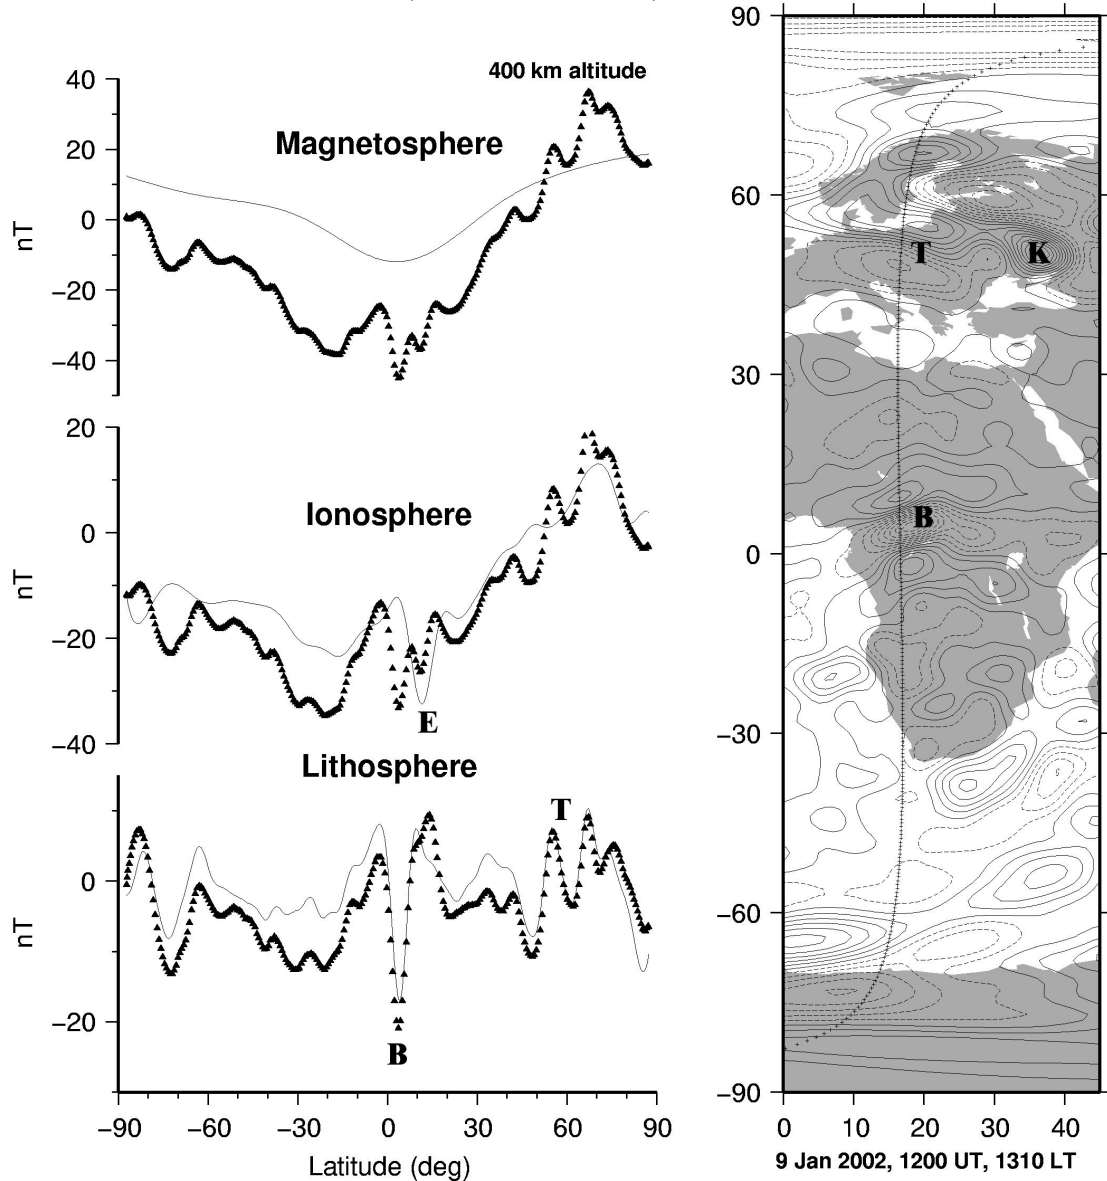 400 km altitude
Magnetosphere
40
20
0
−20
−40
nT
Ionosphere
20
0
−20
−40
nT
E
Lithosphere
T
0
−20
nT
B
−90
−60
−30
0
30
60
90
Latitude (deg)
90
60
30
0
−30
−60
−90
T
K
B
0
10
20
30
40
9 Jan 2002, 1200 UT, 1310 LT